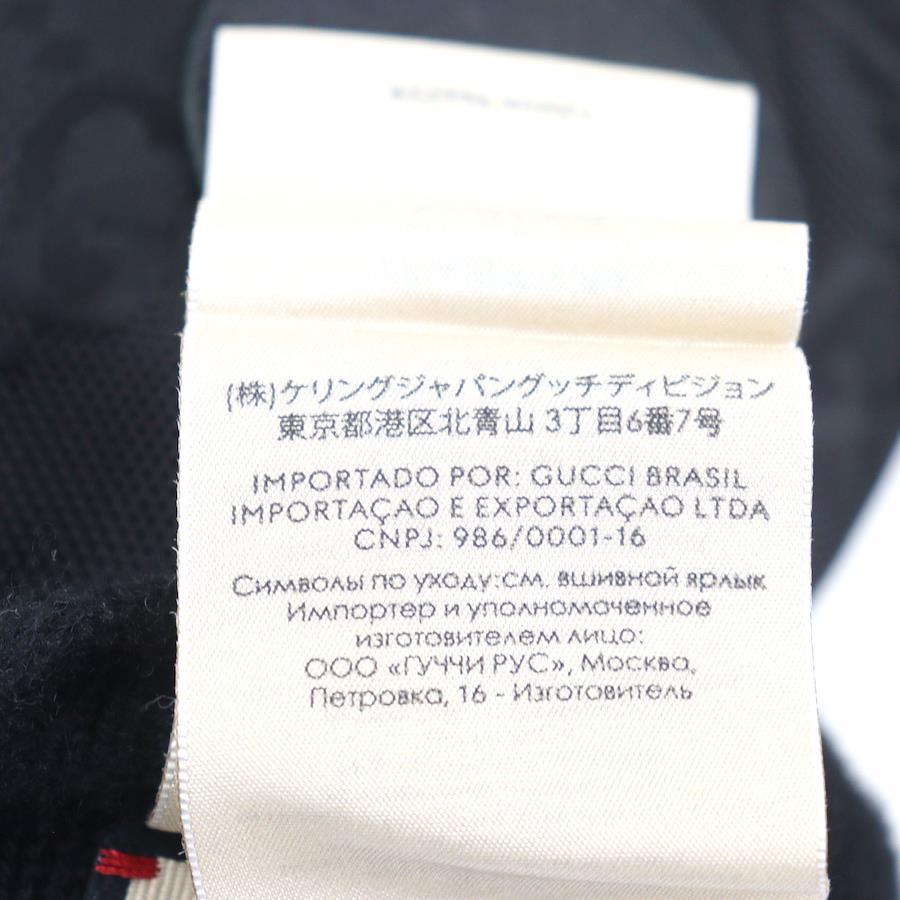 (株)ケリングジャパングッチディビジョン
東京都港区北青山 3丁目6番7号
IMPORTADO POR: GUCCI BRASIL
IMPORTAÇAO E EXPORTAÇAO LTDA
CNPJ: 986/0001-16
Символы по уходу:см. вшивной ярлык
Импортер и уполномоченное
изготовителем лицо:
ООО «ГУЧЧИ РУС», Москва,
Петровка, 16 - Изготовитель